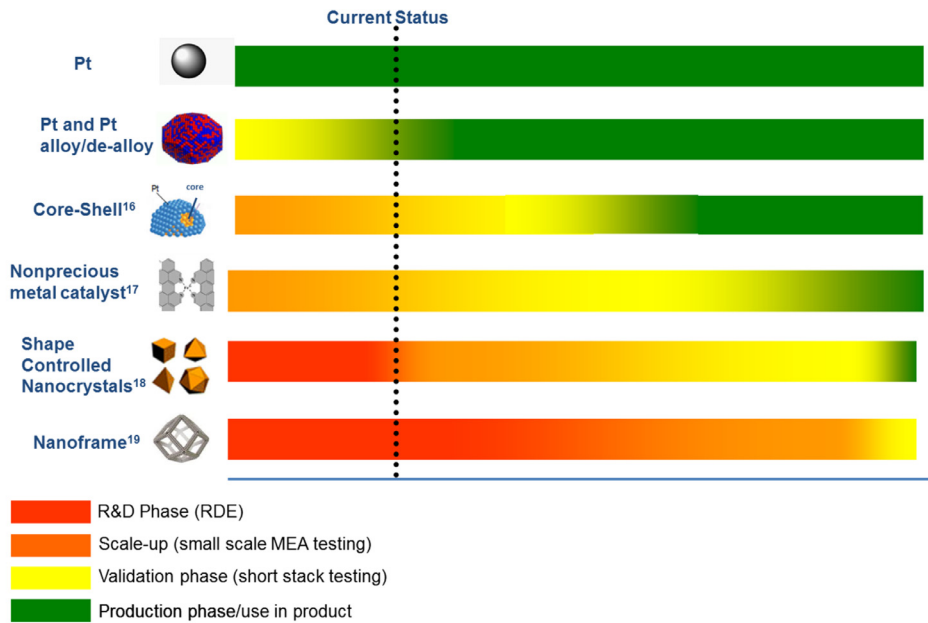 Current Status
Pt
Pt and Pt
alloy/de-alloy
Pt
core
Core-Shell16
Nonprecious
metal catalyst17
Shape
Controlled
Nanocrystals18
Nanoframe19
R&D Phase (RDE)
Scale-up (small scale MEA testing)
Validation phase (short stack testing)
Production phase/use in product